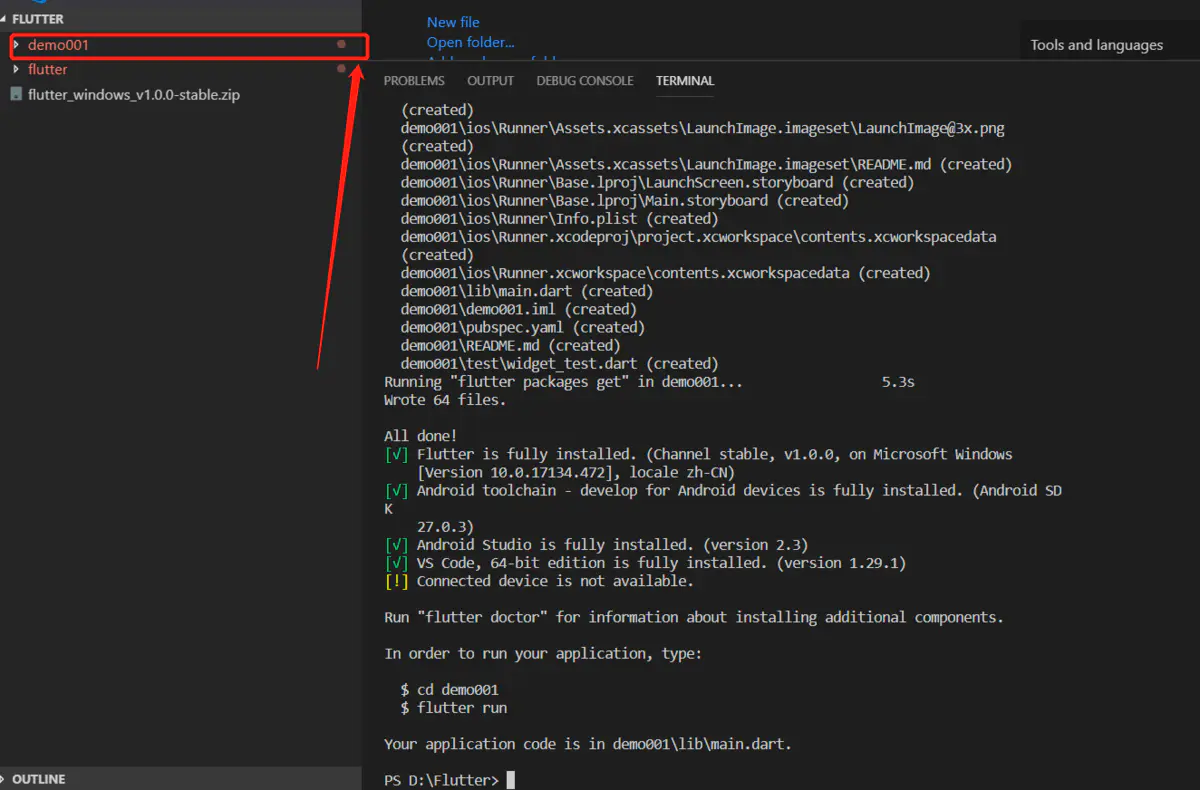 FLUTTER
demo001
flutter
flutter_windows_v1.0.0-stable.zip
OUTLINE
New file
Open folder...
Tools and languages
PROBLEMS OUTPUT DEBUG CONSOLE TERMINAL
(created)
demo001\ios\Runner\Assets.xcassets\LaunchImage.imageset\LaunchImage@3x.png
(created)
demo001\ios\Runner\Assets.xcassets\LaunchImage.imageset\README.md (created)
demo001\ios\Runner\Base.lproj\LaunchScreen.storyboard (created)
demo001\ios\Runner\Base.lproj\Main.storyboard (created)
demo001\ios\Runner\Info.plist (created)
demo001\ios\Runner.xcodeproj\project.xcworkspace\contents.xcworkspacedata
(created)
demo001\ios\Runner.xcworkspace\contents.xcworkspacedata (created)
demo001\lib\main.dart (created)
demo001\demo001.iml (created)
demo001\pubspec.yaml (created)
demo001\README.md (created)
demo001\test\widget_test.dart (created)
Running "flutter packages get" in demo001... 5.3s
Wrote 64 files.
All done!
[√] Flutter is fully installed. (Channel stable, v1.0.0, on Microsoft Windows
[Version 10.0.17134.472], locale zh-CN)
[√] Android toolchain - develop for Android devices is fully installed. (Android SD
K
27.0.3)
[√] Android Studio is fully installed. (version 2.3)
[√] VS Code, 64-bit edition is fully installed. (version 1.29.1)
[!] Connected device is not available.
Run "flutter doctor" for information about installing additional components.
In order to run your application, type:
$ cd demo001
$ flutter run
Your application code is in demo001\lib\main.dart.
PS D:\Flutter>